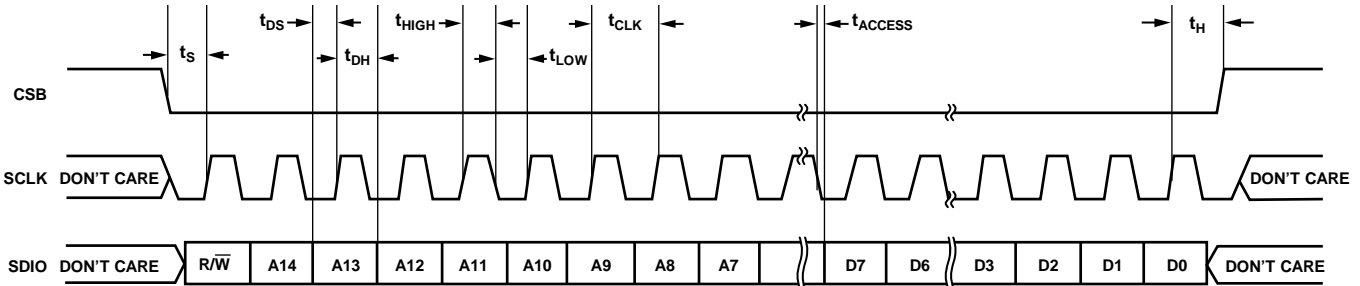 tDS tHIGH tCLK tACCESS tH
tS tDH tLOW
CSB
SCLK DON'T CARE DON'T CARE
SDIO DON'T CARE R/W̅ A14 A13 A12 A11 A10 A9 A8 A7 D7 D6 D3 D2 D1 D0 DON'T CARE